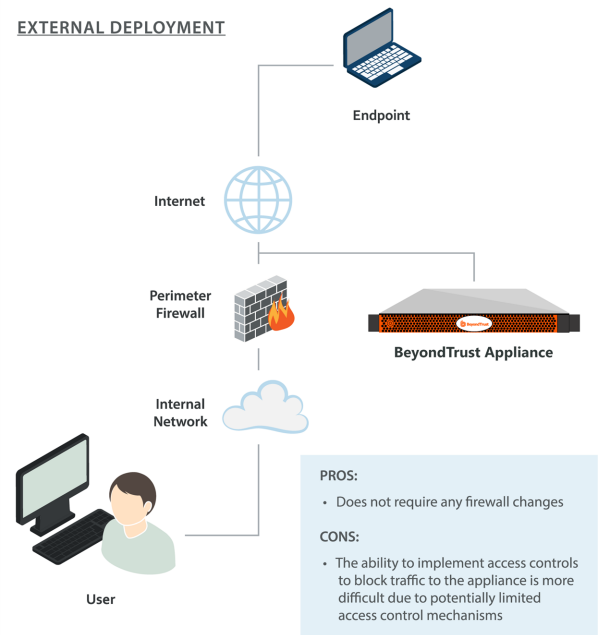 EXTERNAL DEPLOYMENT
Endpoint
Internet
Perimeter
Firewall
BeyondTrust
BeyondTrust Appliance
Internal
Network
User
PROS:
• Does not require any firewall changes
CONS:
• The ability to implement access controls
to block traffic to the appliance is more
difficult due to potentially limited
access control mechanisms